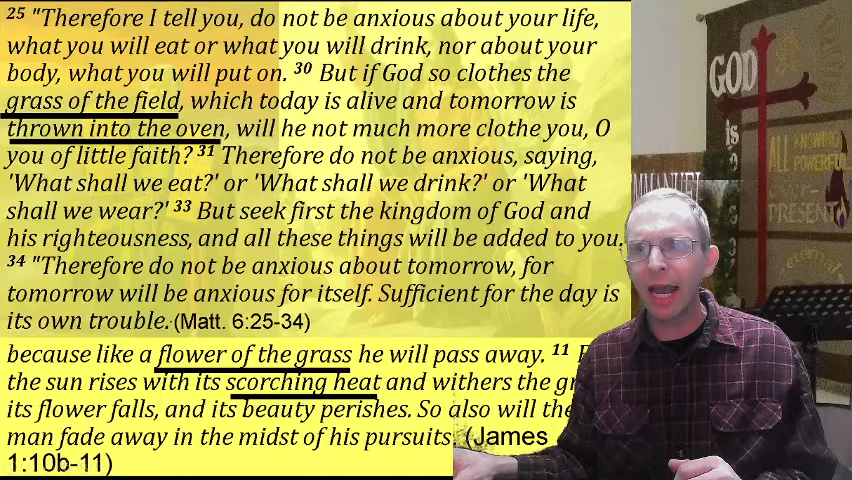 25 "Therefore I tell you, do not be anxious about your life,
what you will eat or what you will drink, nor about your
body, what you will put on. 30 But if God so clothes the
grass of the field, which today is alive and tomorrow is
thrown into the oven, will he not much more clothe you, O
you of little faith? 31 Therefore do not be anxious, saying,
'What shall we eat?' or 'What shall we drink?' or 'What
shall we wear?' 33 But seek first the kingdom of God and
his righteousness, and all these things will be added to you.
34 "Therefore do not be anxious about tomorrow, for
tomorrow will be anxious for itself. Sufficient for the day is
its own trouble. (Matt. 6:25-34)
because like a flower of the grass he will pass away. 11
the sun rises with its scorching heat and withers the
its flower falls, and its beauty perishes. So also will the
man fade away in the midst of his pursuits. (James
1:10b-11)
GOD
is
ALL KNOWING
POWERFUL
PRESENT
eternal